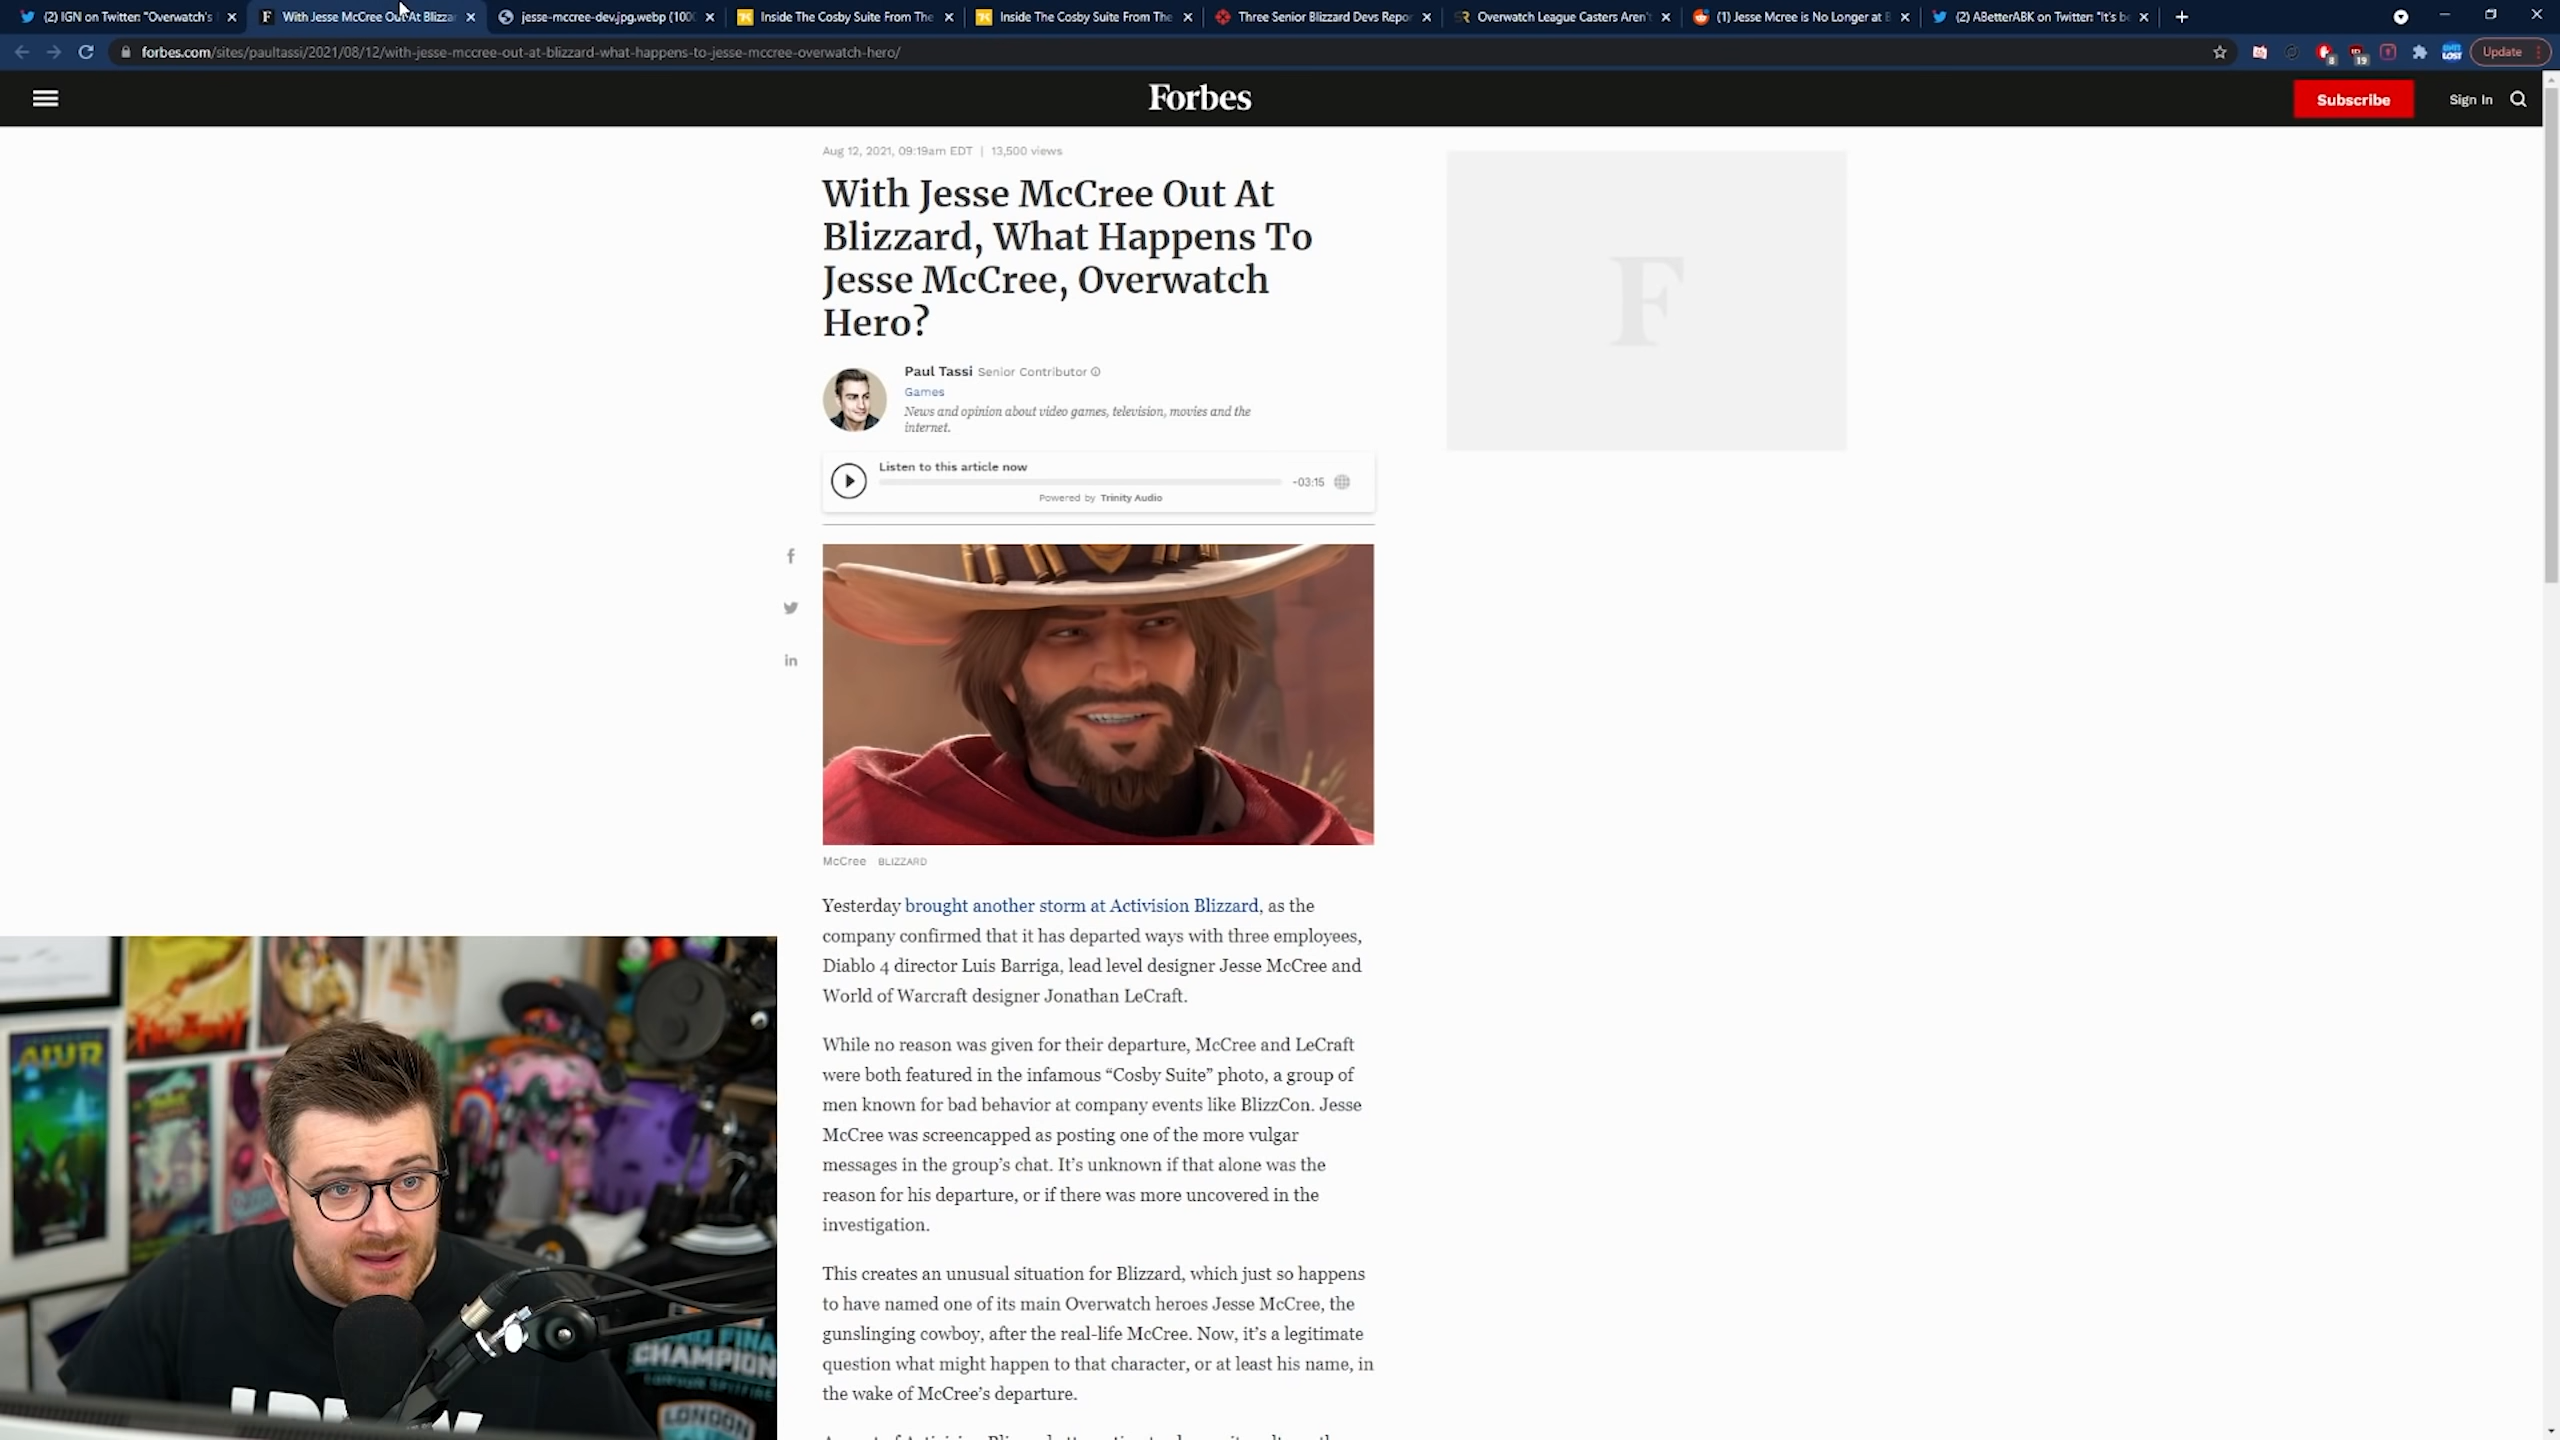 (2) IGN on Twitter: "Overwatch's
With Jesse McCree Out At Blizzar
jesse-mccree-dev.jpg.webp (100
Inside The Cosby Suite From The
Inside The Cosby Suite From The
Three Senior Blizzard Devs Repo
Overwatch League Casters Aren't
(1) Jesse Mcree is No Longer at B
(2) ABetterABK on Twitter: "It's be
forbes.com/sites/paultassi/2021/08/12/with-jesse-mccree-out-at-blizzard-what-happens-to-jesse-mccree-overwatch-hero/
8
19
Update
Forbes
Subscribe
Sign In
Aug 12, 2021, 09:19am EDT | 13,500 views
With Jesse McCree Out At
Blizzard, What Happens To
Jesse McCree, Overwatch
Hero?
F
Paul Tassi Senior Contributor
Games
News and opinion about video games, television, movies and the
internet.
Listen to this article now
-03:15
Powered by Trinity Audio
f
in
McCree BLIZZARD
Yesterday brought another storm at Activision Blizzard, as the
company confirmed that it has departed ways with three employees,
Diablo 4 director Luis Barriga, lead level designer Jesse McCree and
World of Warcraft designer Jonathan LeCraft.
While no reason was given for their departure, McCree and LeCraft
were both featured in the infamous “Cosby Suite” photo, a group of
men known for bad behavior at company events like BlizzCon. Jesse
McCree was screencapped as posting one of the more vulgar
messages in the group’s chat. It’s unknown if that alone was the
reason for his departure, or if there was more uncovered in the
investigation.
This creates an unusual situation for Blizzard, which just so happens
to have named one of its main Overwatch heroes Jesse McCree, the
gunslinging cowboy, after the real-life McCree. Now, it’s a legitimate
question what might happen to that character, or at least his name, in
the wake of McCree’s departure.
AIUR
CHAMPION
LONDON SPITFIRE
LONDON